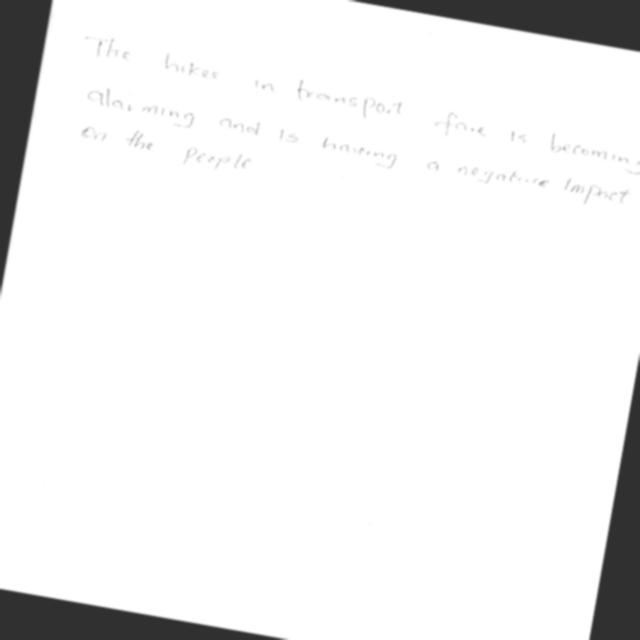 The hikes in transport fare is becoming
alarming and is having a negative Impact
on the people